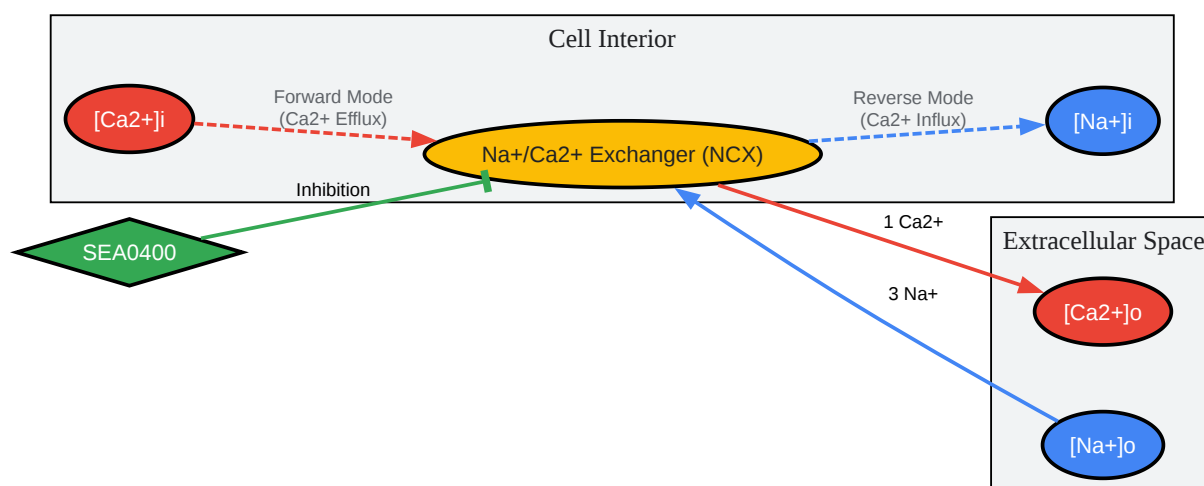 Cell Interior
Forward Mode
(Ca2+ Efflux)
Reverse Mode
(Ca2+ Influx)
[Ca2+]i
[Na+]i
Na+/Ca2+ Exchanger (NCX)
Inhibition
SEA0400
1 Ca2+
Extracellular Space
3 Na+
[Ca2+]o
[Na+]o